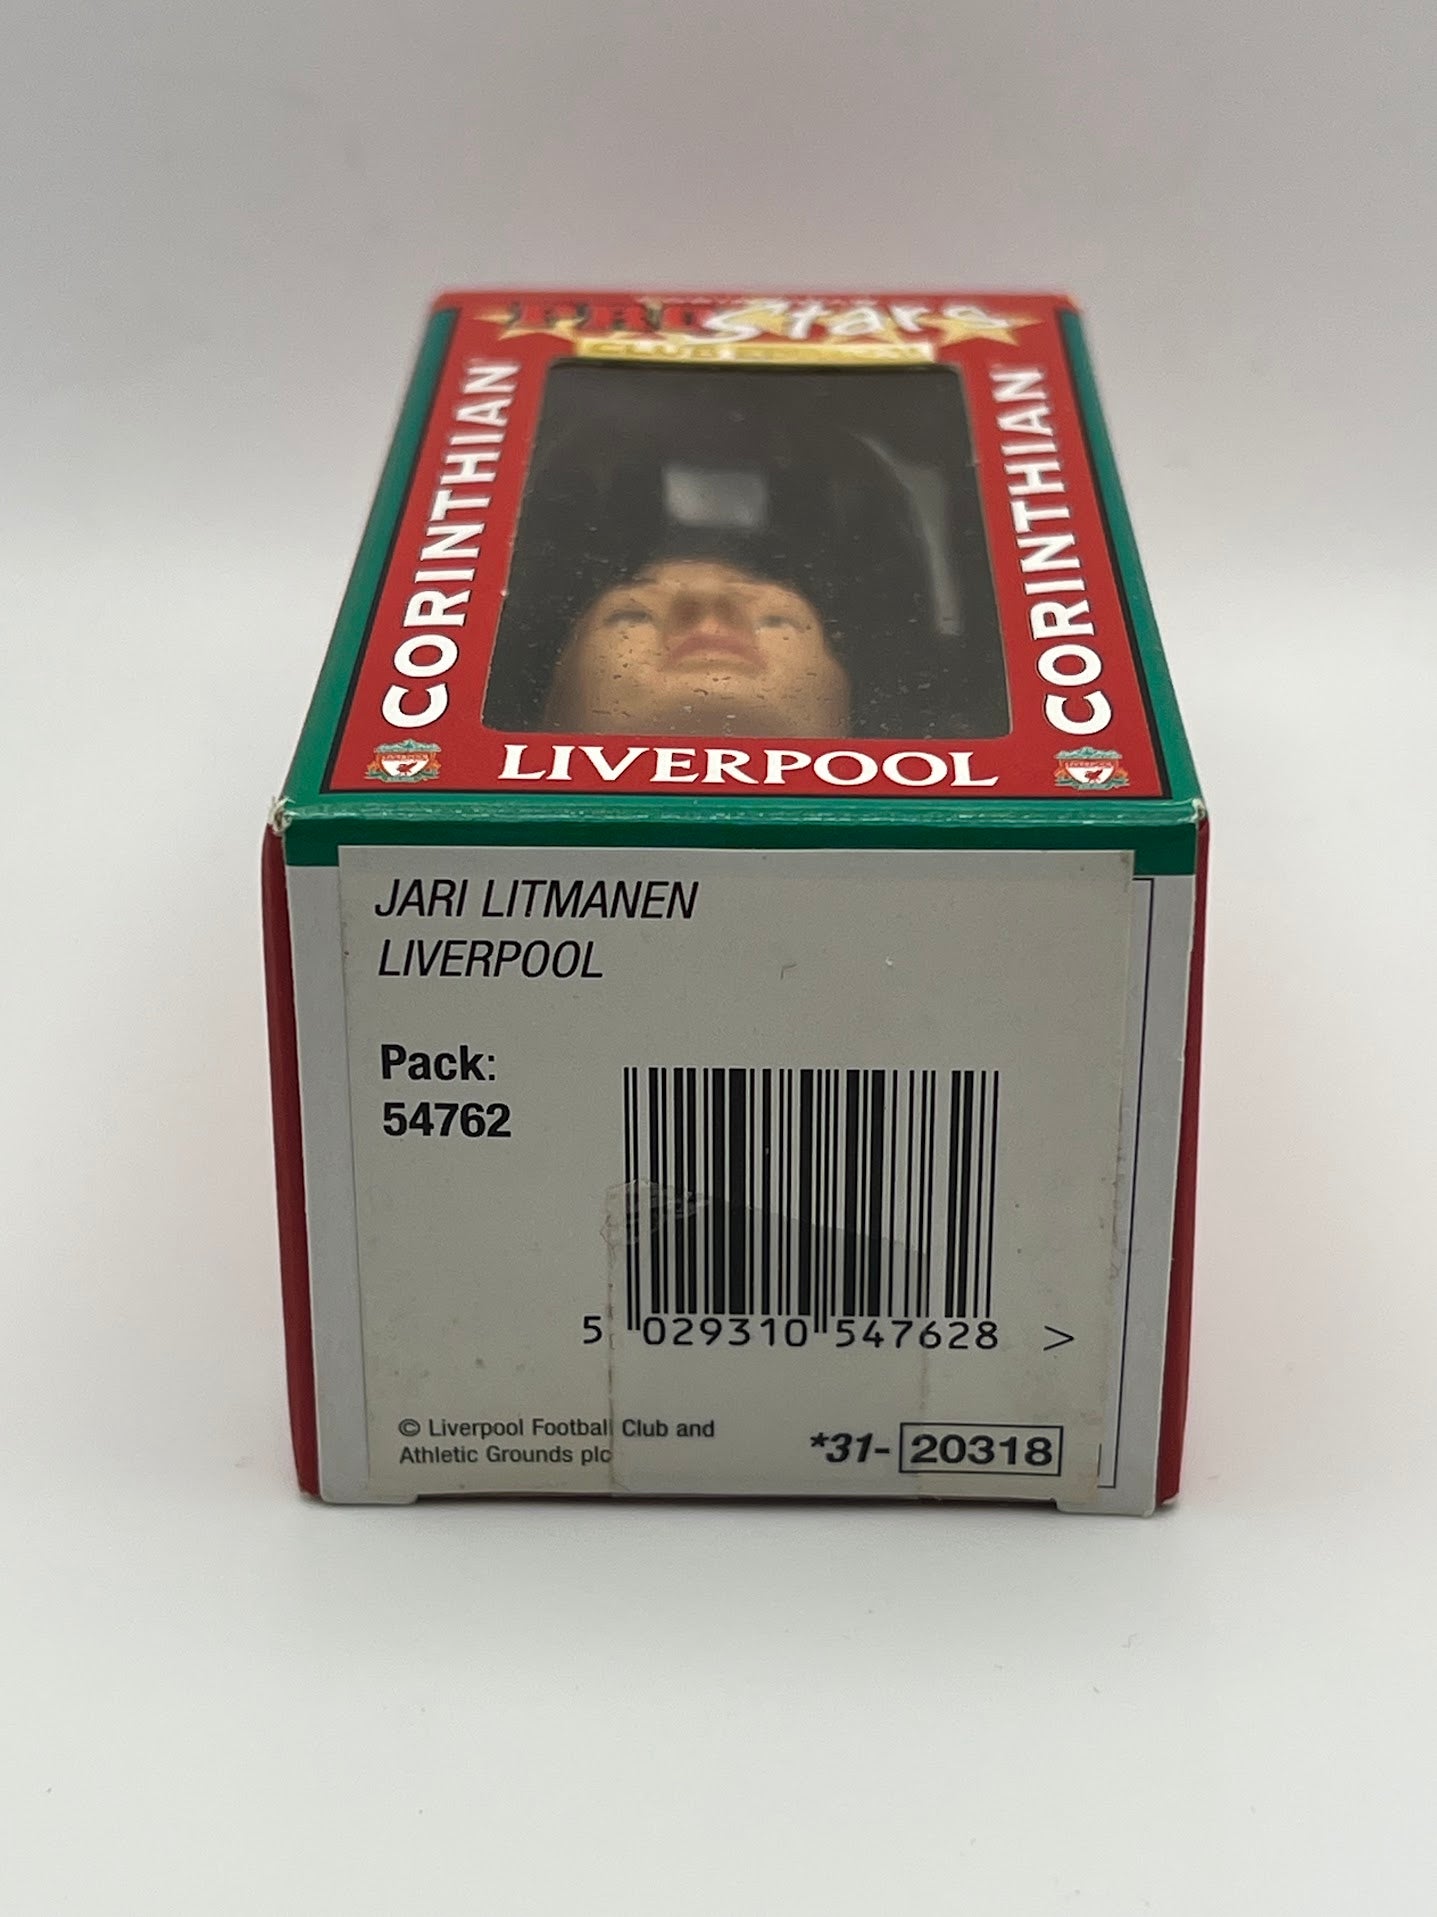 PRO Stars
CLUB
CORINTHIAN
CORINTHIAN
LIVERPOOL
JARI LITMANEN
LIVERPOOL
Pack:
54762
5 029310 547628 >
© Liverpool Football Club and
Athletic Grounds plc
*31- 20318